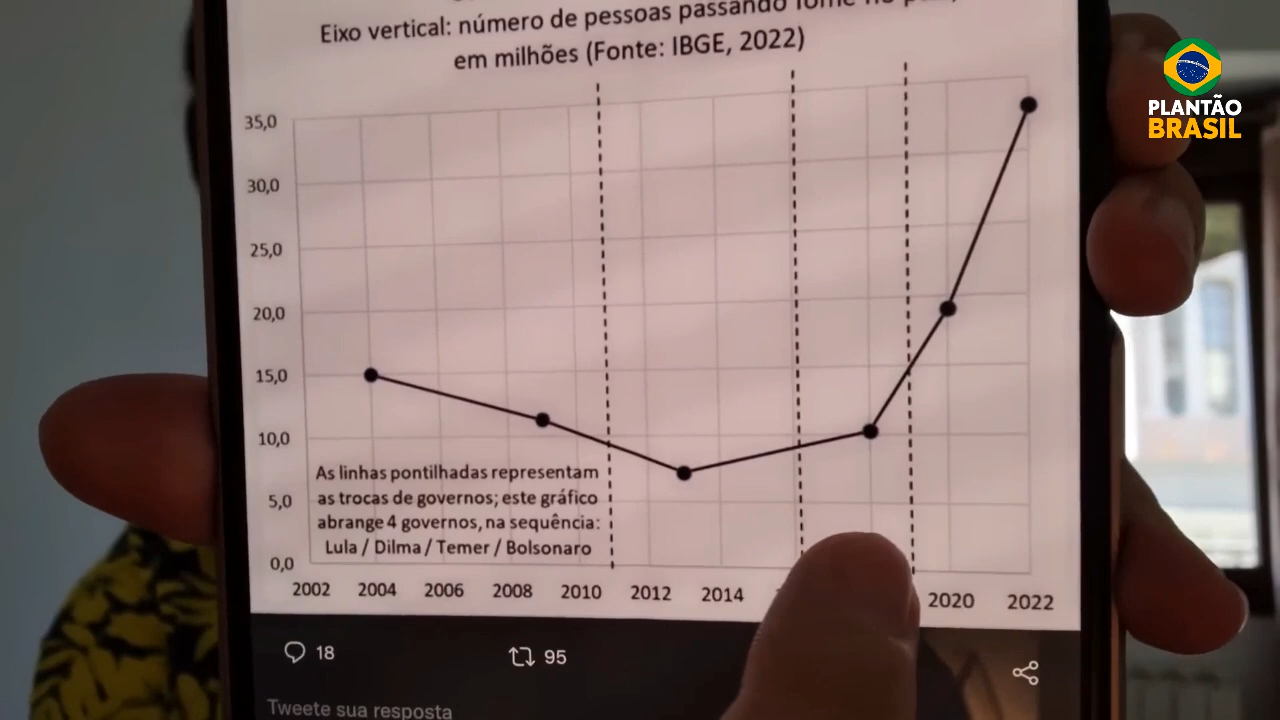 Eixo vertical: número de pessoas passando fome no país,
em milhões (Fonte: IBGE, 2022)
PLANTÃO
BRASIL
35,0
30,0
25,0
20,0
15,0
10,0
5,0
0,0
As linhas pontilhadas representam
as trocas de governos; este gráfico
abrange 4 governos, na sequência:
Lula / Dilma / Temer / Bolsonaro
2002 2004 2006 2008 2010 2012 2014 2020 2022
18 95
Tweete sua resposta